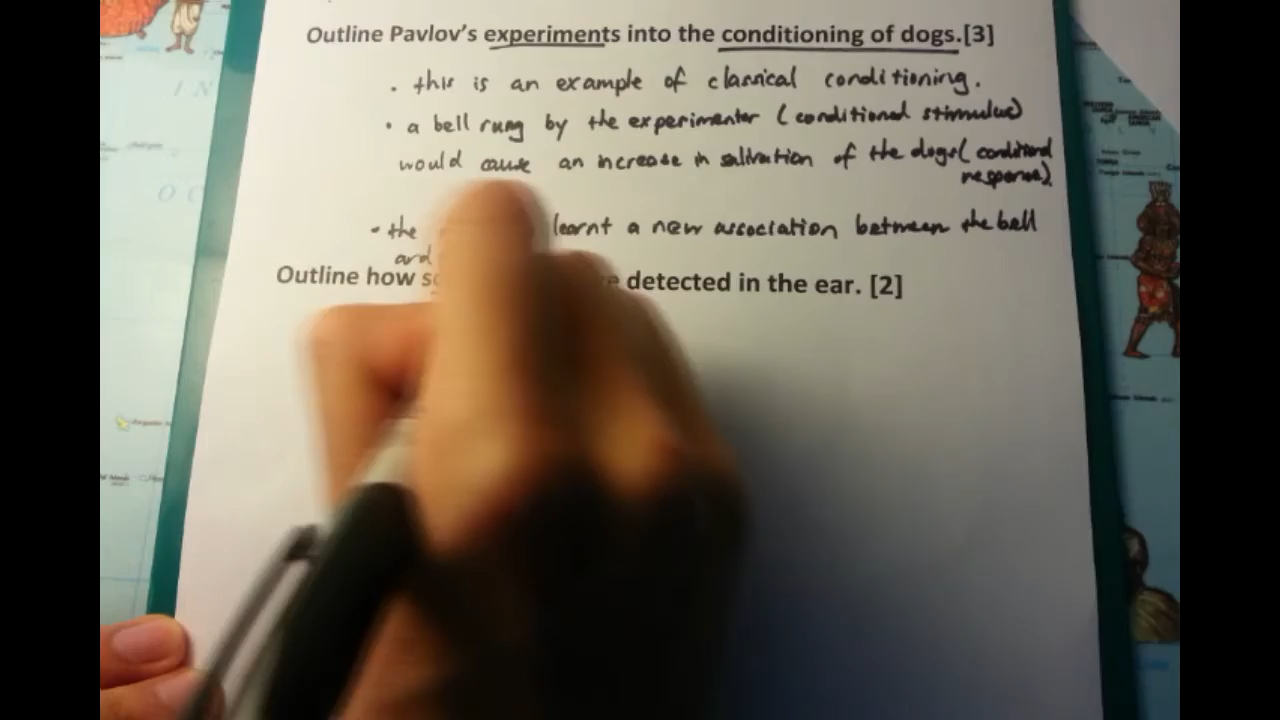 Outline Pavlov's experiments into the conditioning of dogs.[3]
. this is an example of classical conditioning.
• a bell rung by the experimenter (conditional stimulus)
would cause an increase in salivation of the dogs (conditional
response).
• the learnt a new association between the bell
and
Outline how detected in the ear. [2]